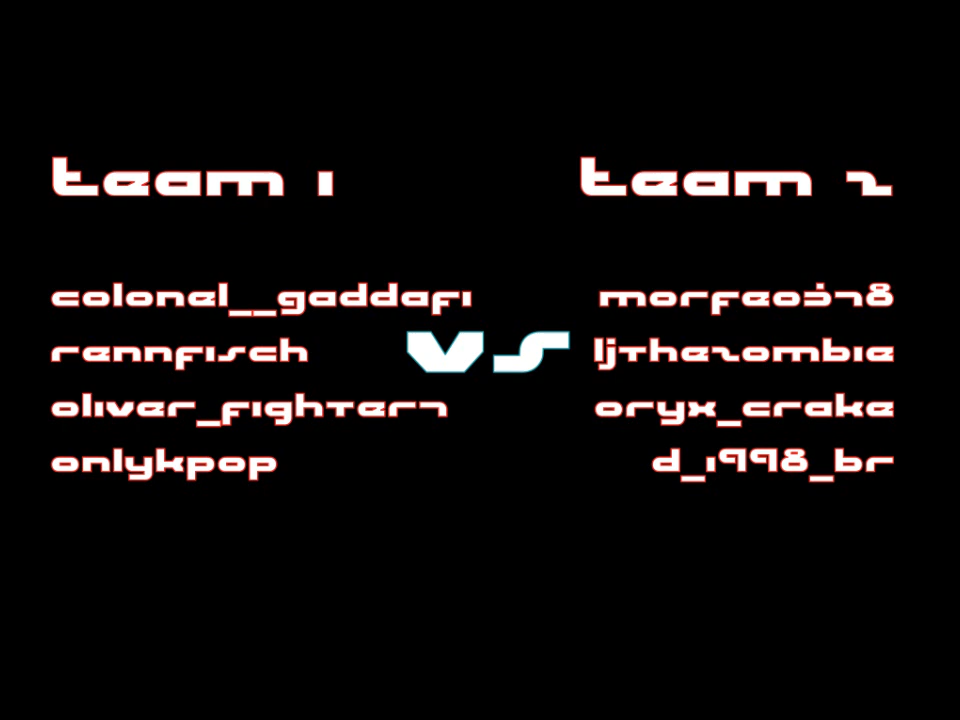 team 1
team 2
colonel__gaddafi
rennfisch
oliver_fighter7
onlykpop
vs
morfeo378
ljthezombie
oryx_crake
d_1998_br